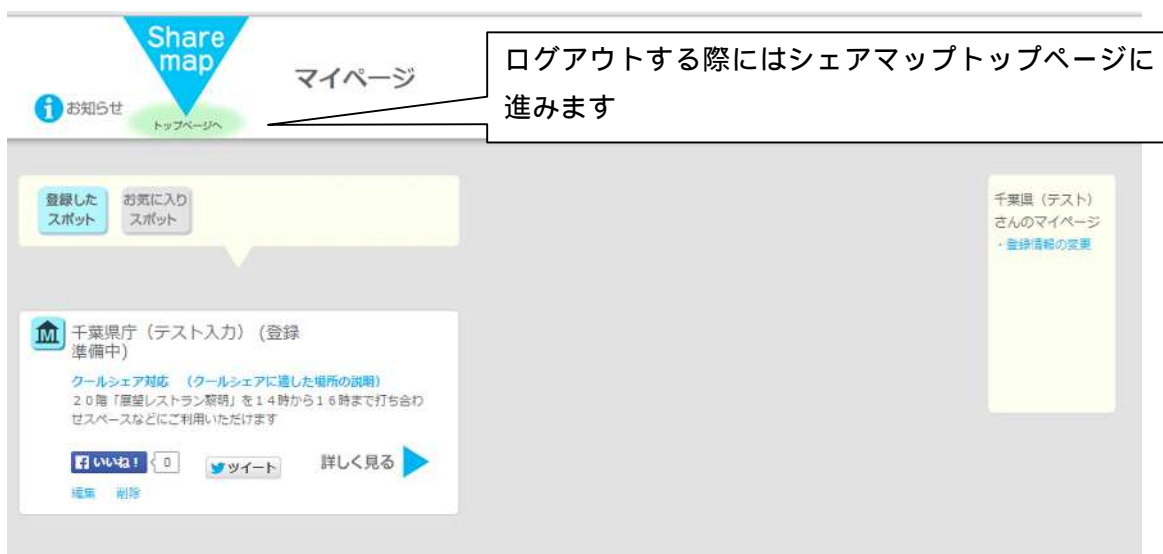 Share
map
マイページ
お知らせ
トップページへ
ログアウトする際にはシェアマップトップページに
進みます
登録した
スポット
お気に入り
スポット
千葉県（テスト）
さんのマイページ
・登録情報の変更
千葉県庁（テスト入力）（登録
準備中）
クールシェア対応　（クールシェアに適した場所の説明）
２０階「展望レストラン黎明」を１４時から１６時まで打ち合わ
せスペースなどにご利用いただけます
いいね！ 0 ツイート 詳しく見る
編集 削除